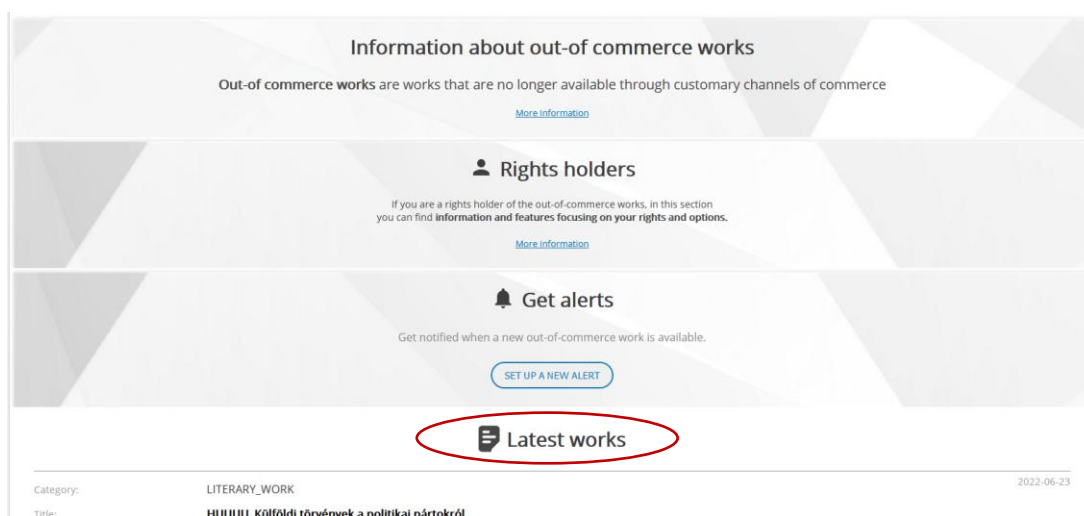 Information about out-of commerce works
Out-of commerce works are works that are no longer available through customary channels of commerce
More information
Rights holders
If you are a rights holder of the out-of-commerce works, in this section
you can find information and features focusing on your rights and options.
More information
Get alerts
Get notified when a new out-of-commerce work is available.
SET UP A NEW ALERT
Latest works
2022-06-23
Category: LITERARY_WORK
Title: Külföldi törvények a politikai pártokról